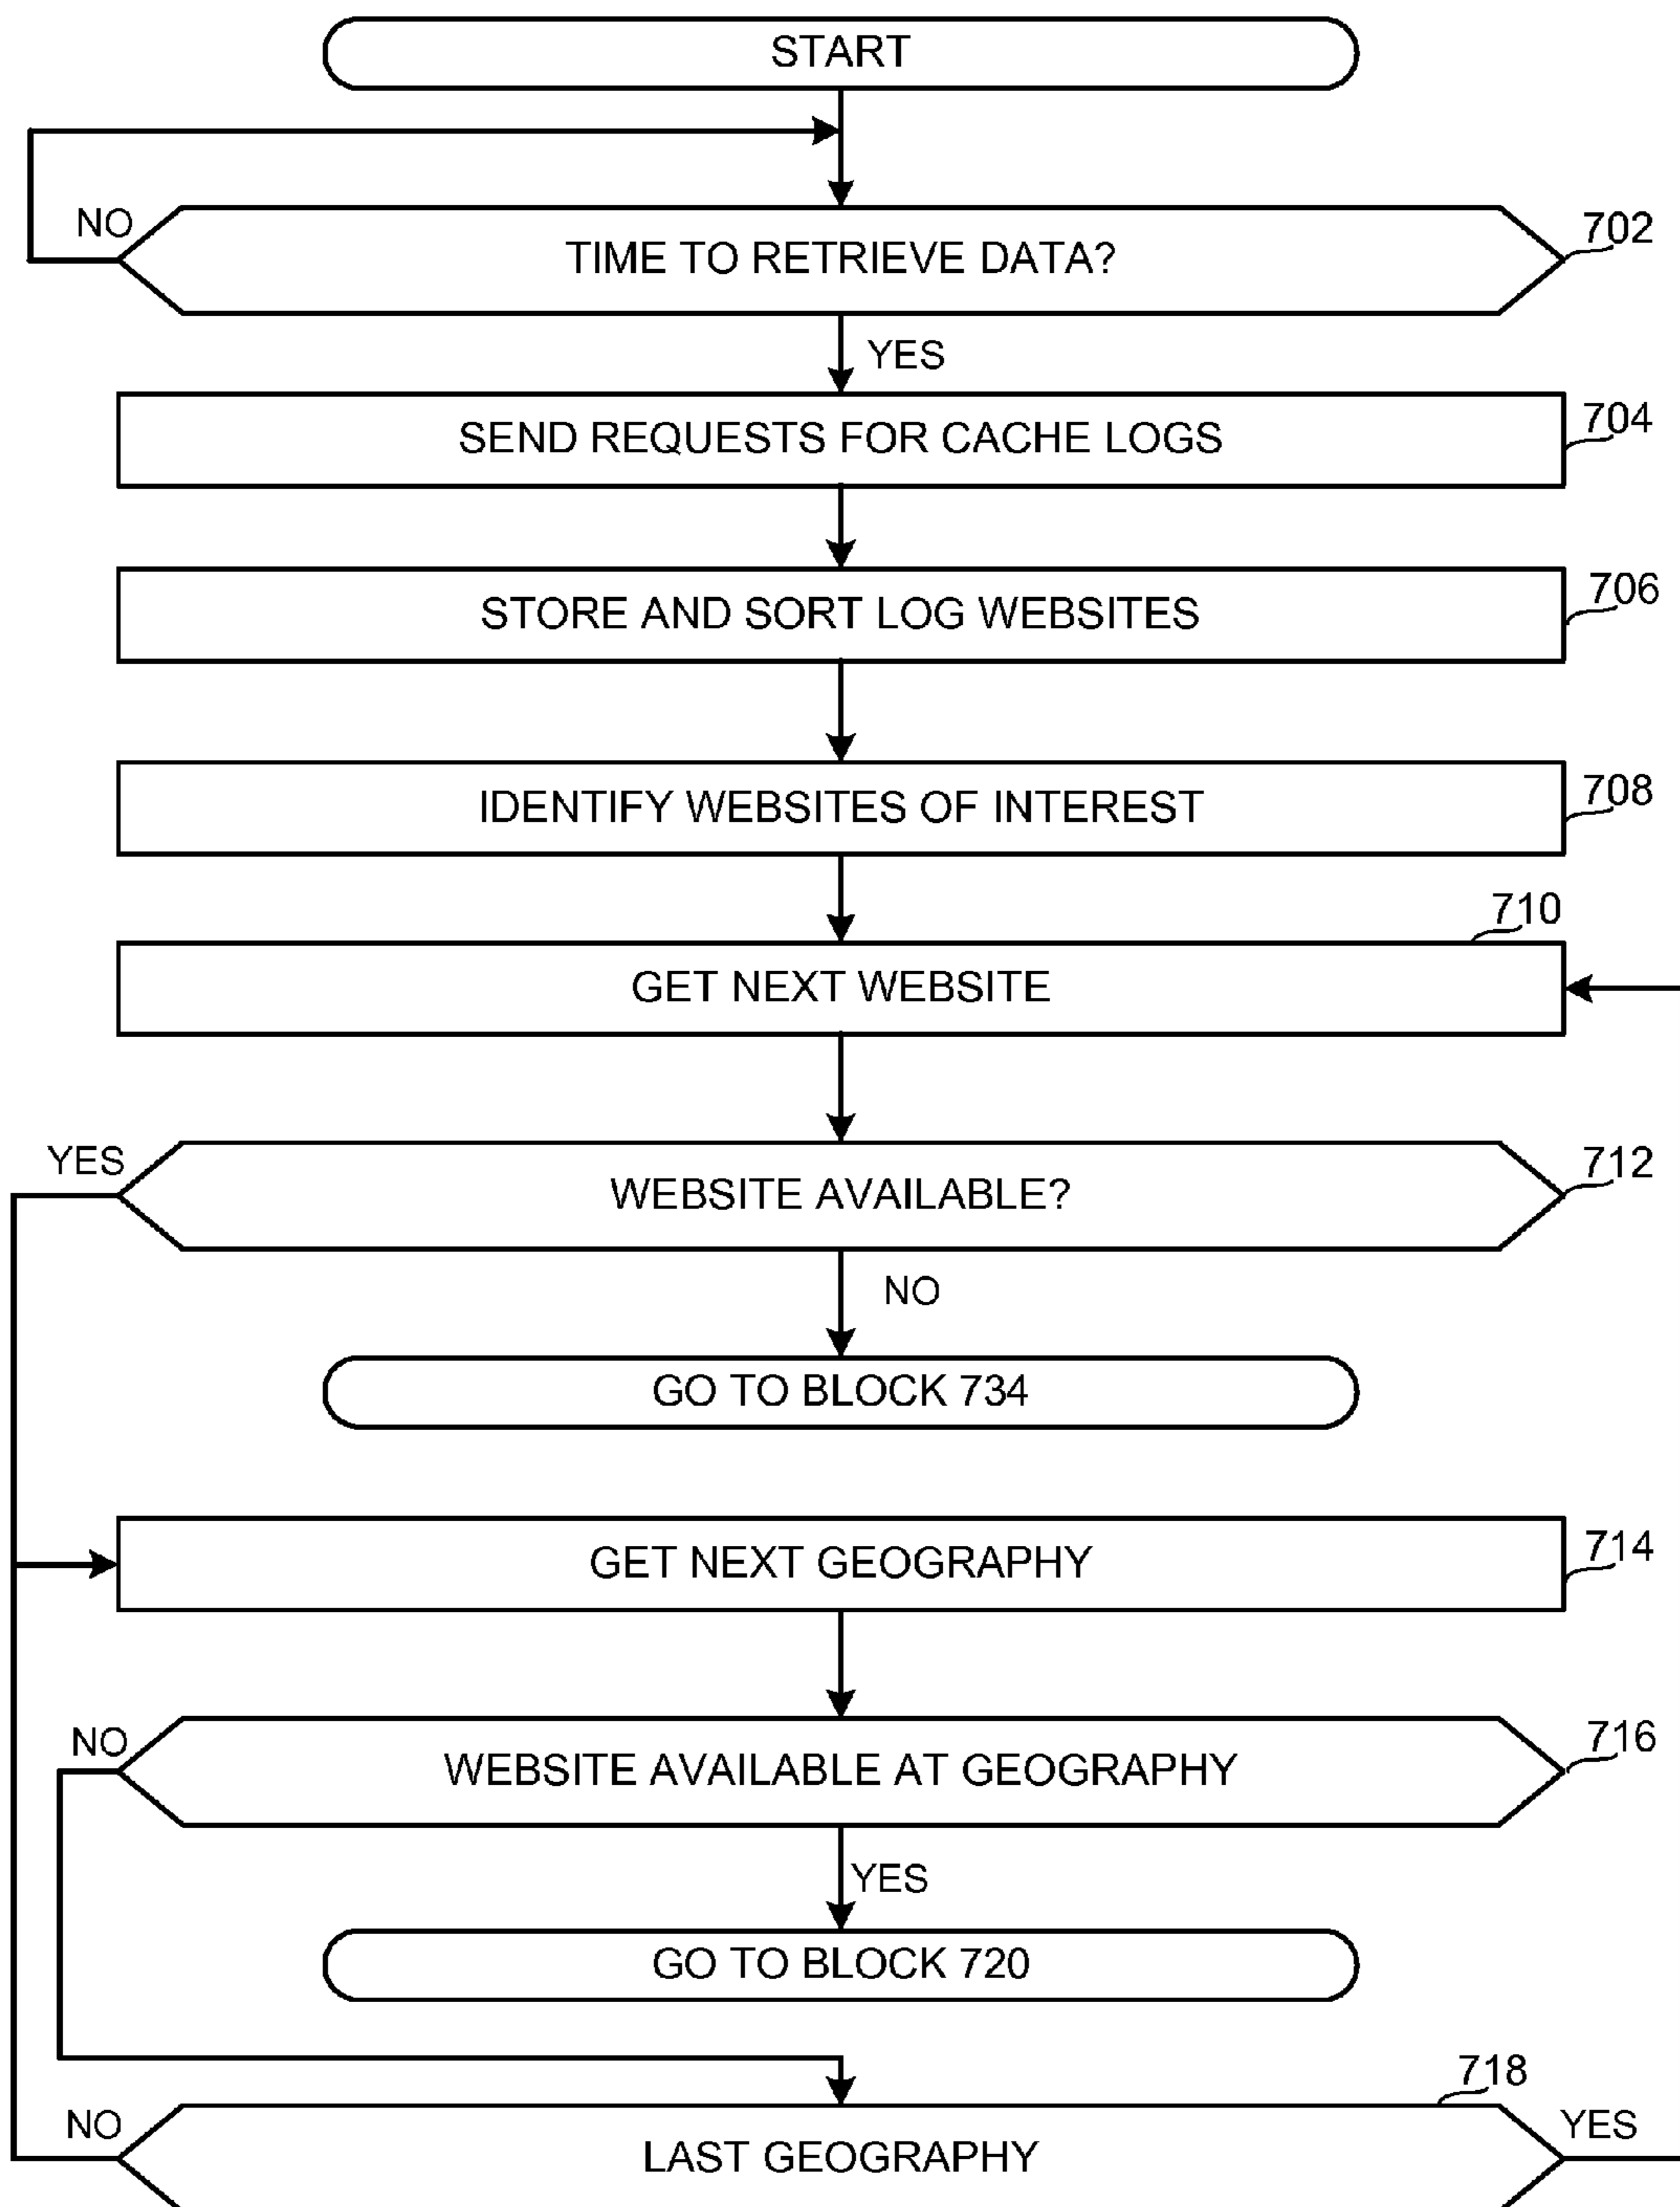 START
NO
702
TIME TO RETRIEVE DATA?
YES
704
SEND REQUESTS FOR CACHE LOGS
706
STORE AND SORT LOG WEBSITES
708
IDENTIFY WEBSITES OF INTEREST
710
GET NEXT WEBSITE
YES
712
WEBSITE AVAILABLE?
NO
GO TO BLOCK 734
714
GET NEXT GEOGRAPHY
NO
716
WEBSITE AVAILABLE AT GEOGRAPHY
YES
GO TO BLOCK 720
718
NO
YES
LAST GEOGRAPHY